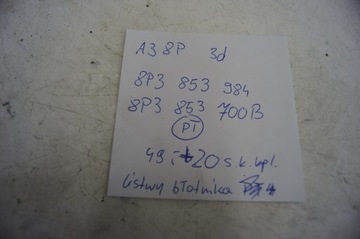 A3 8P 3d
8P3 853 984
8P3 853 700B
PT
49 20 s.k.kpl.
Listwy błotnika